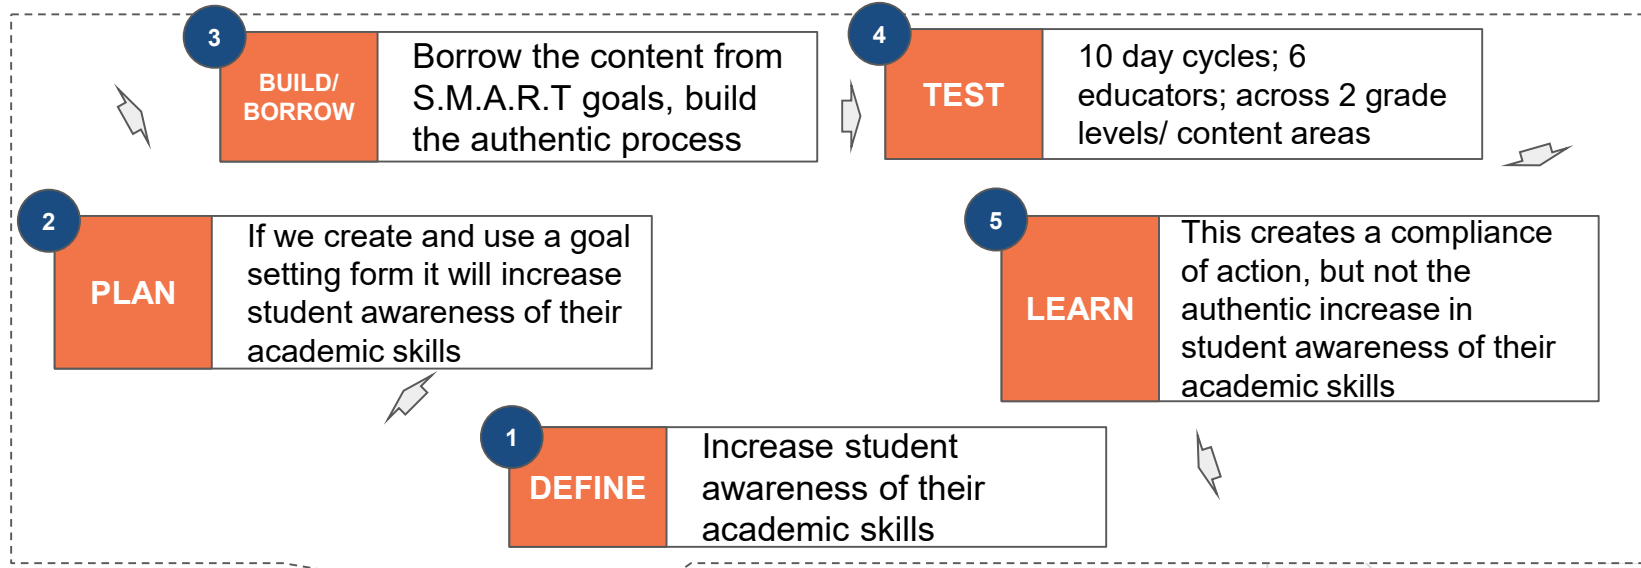 1
DEFINE
Increase student
awareness of their
academic skills
2
PLAN
If we create and use a goal
setting form it will increase
student awareness of their
academic skills
3
BUILD/
BORROW
Borrow the content from
S.M.A.R.T goals, build
the authentic process
4
TEST
10 day cycles; 6
educators; across 2 grade
levels/ content areas
5
LEARN
This creates a compliance
of action, but not the
authentic increase in
student awareness of their
academic skills